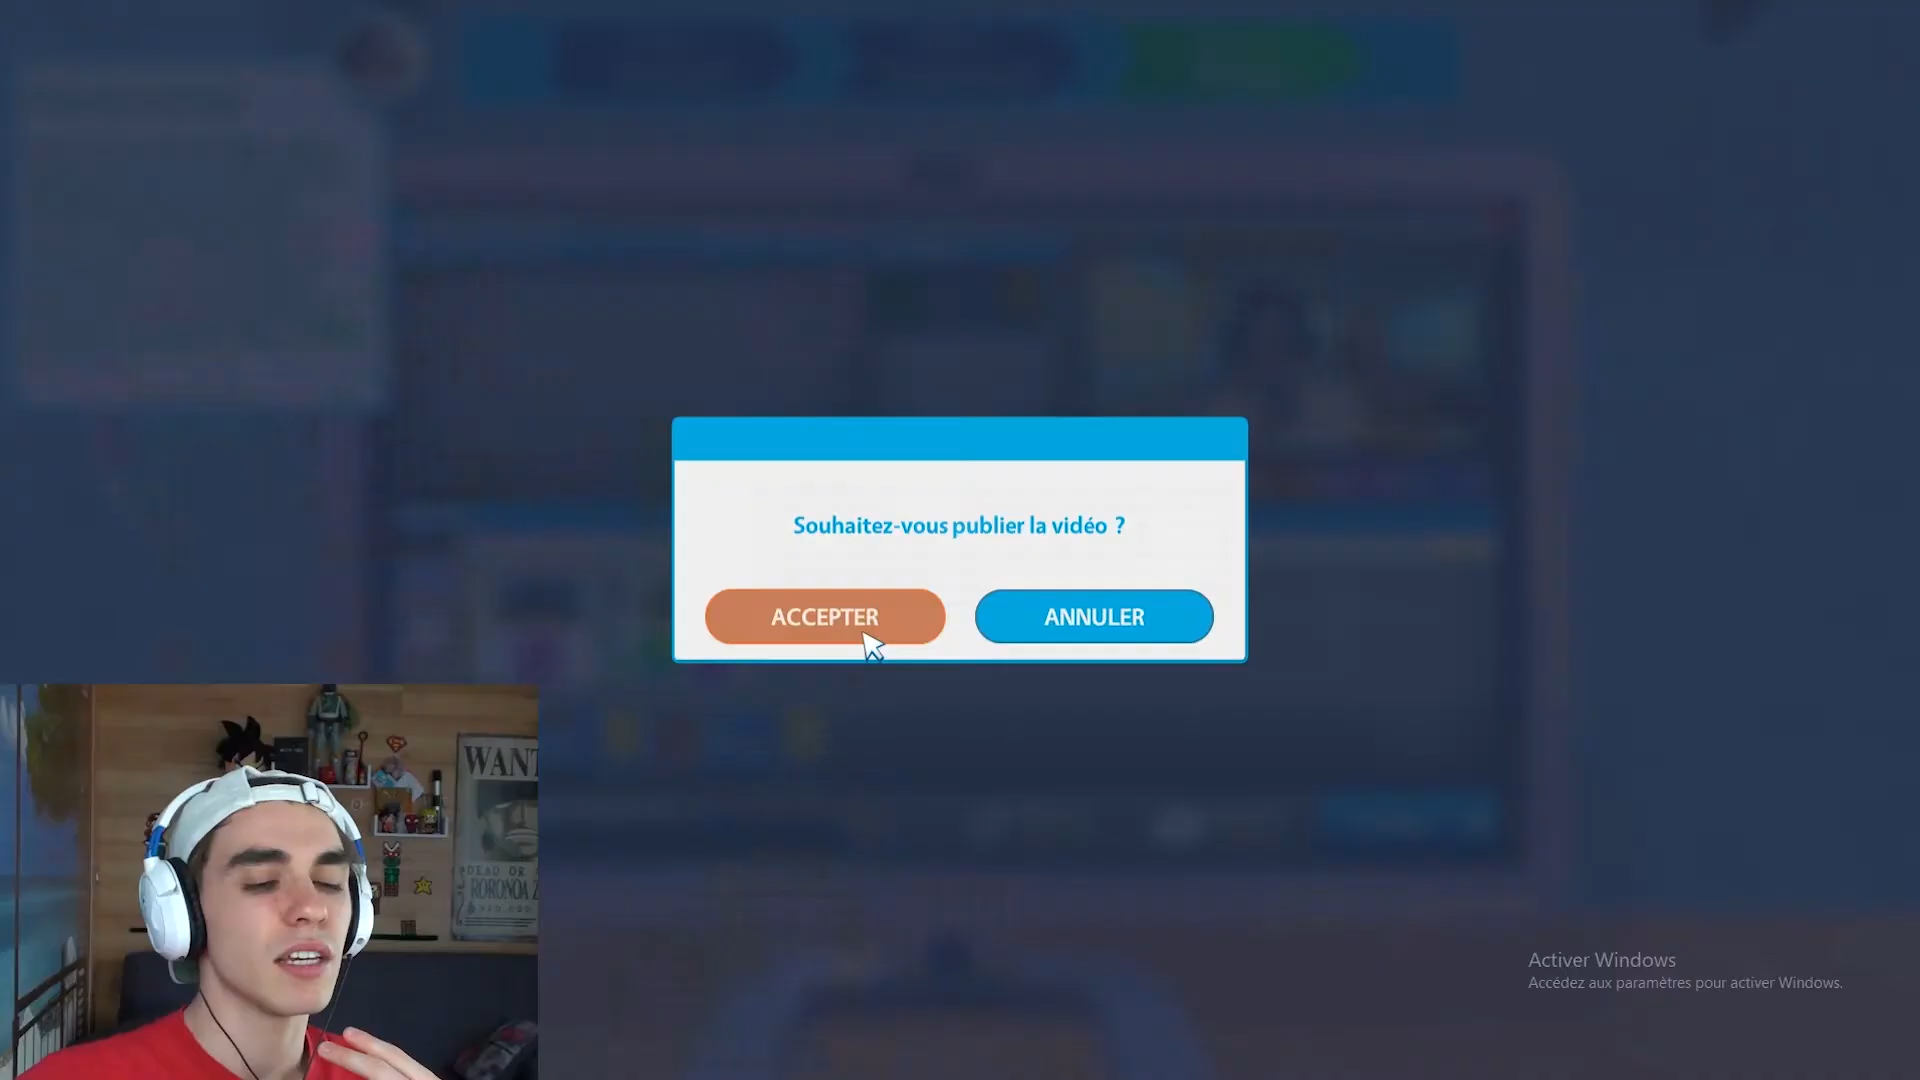 Souhaitez-vous publier la vidéo ?
ACCEPTER
ANNULER
WANT
DEAD OR
RORONOA Z
Activer Windows
Accédez aux paramètres pour activer Windows.